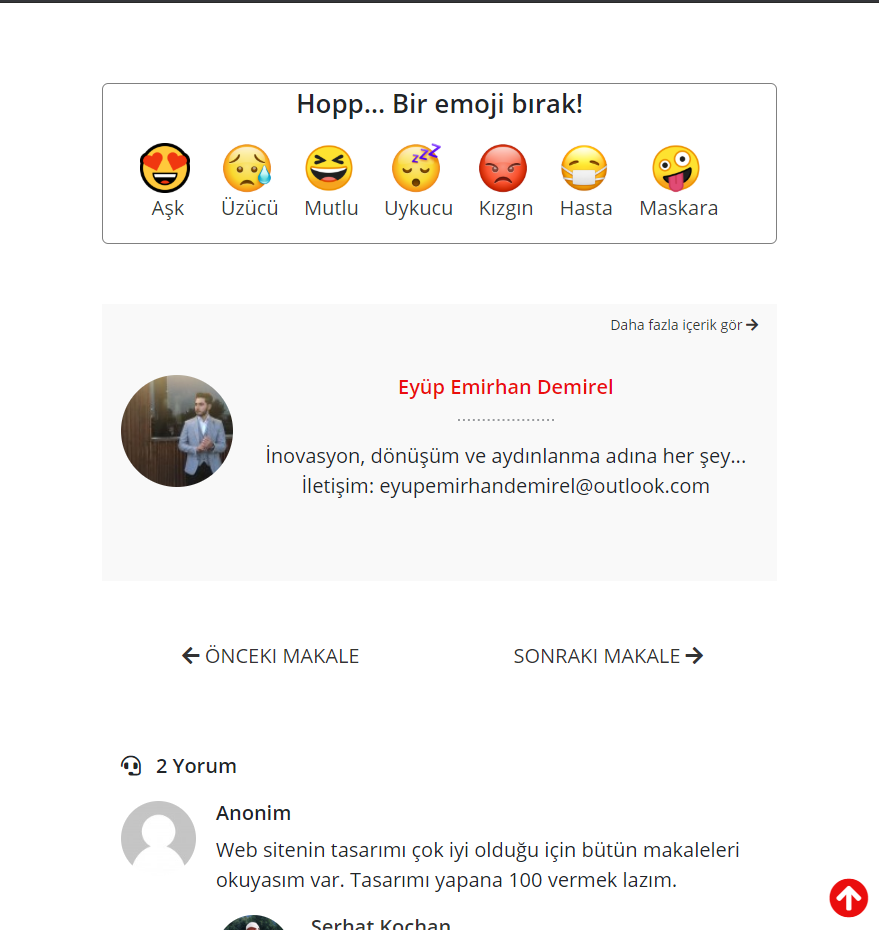 Hopp... Bir emoji bırak!
Aşk Üzücü Mutlu Uykucu Kızgın Hasta Maskara
Daha fazla içerik gör
Eyüp Emirhan Demirel
İnovasyon, dönüşüm ve aydınlanma adına her şey...
İletişim: eyupemirhandemirel@outlook.com
ÖNCEKI MAKALE SONRAKI MAKALE
2 Yorum
Anonim
Web sitenin tasarımı çok iyi olduğu için bütün makaleleri
okuyasım var. Tasarımı yapana 100 vermek lazım.
Serhat Kochan